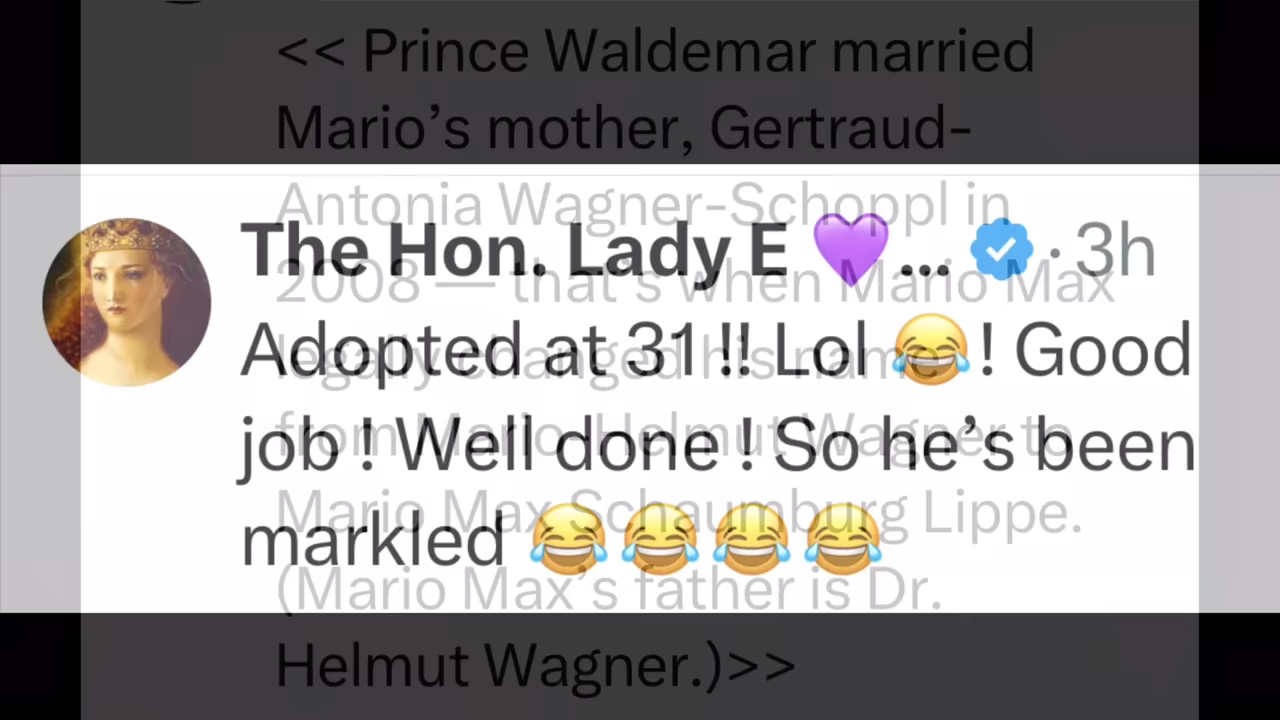 << Prince Waldemar married
Mario’s mother, Gertraud-
Antonia Wagner-Schoppl in
2008 — that’s when Mario Max
legally changed his name
from Mario-Helmut Wagner to
Mario Max Schaumburg Lippe.
(Mario Max’s father is Dr.
Helmut Wagner.)>>
The Hon. Lady E 💜... · 3h
Adopted at 31 !! Lol 😂! Good
job ! Well done ! So he’s been
markled 😂😂😂😂